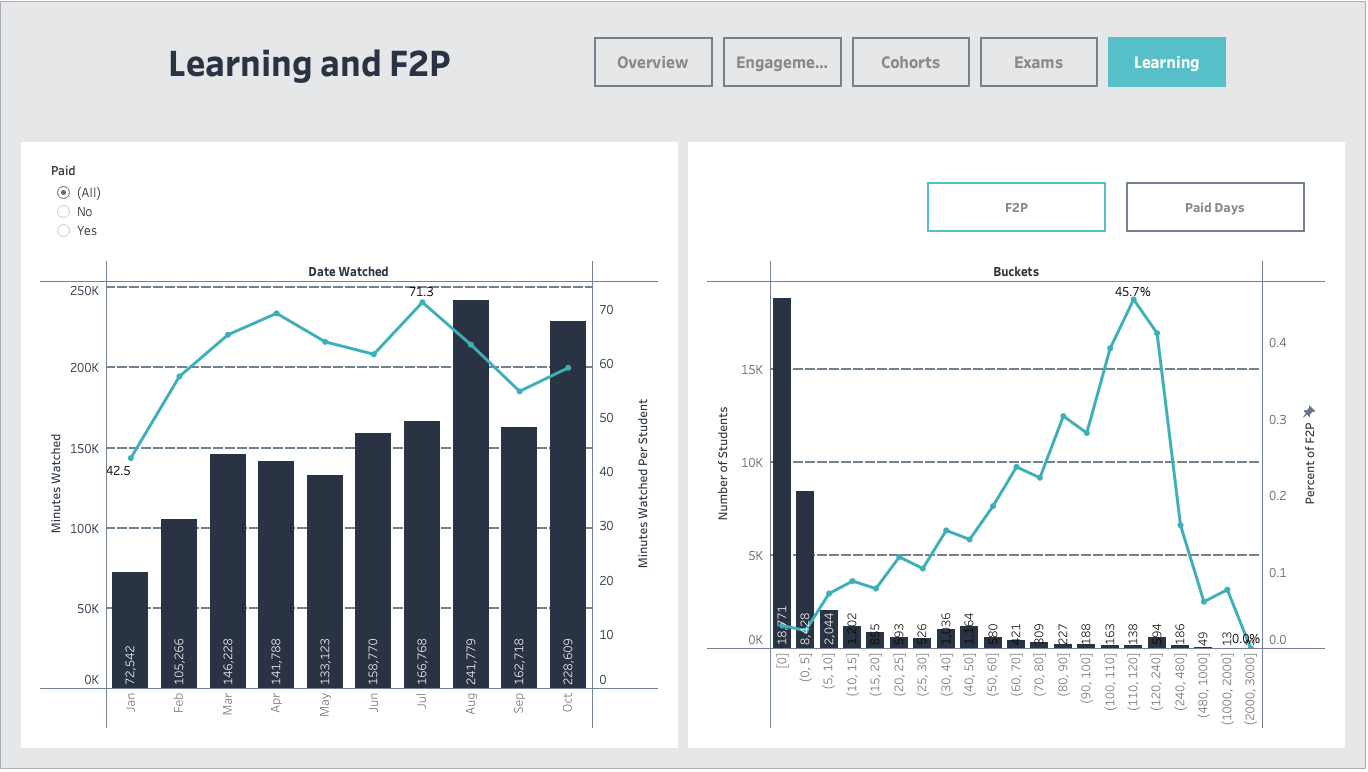 Learning and F2P
Overview
Engageme...
Cohorts
Exams
Learning
Paid
(All)
No
Yes
Date Watched
250K
200K
150K
100K
50K
0K
Minutes Watched
42.5
71.3
72,542
105,266
146,228
141,788
133,123
158,770
166,768
241,779
162,718
228,609
70
60
50
40
30
20
10
0
Minutes Watched Per Student
Jan
Feb
Mar
Apr
May
Jun
Jul
Aug
Sep
Oct
F2P
Paid Days
Buckets
15K
10K
5K
0K
Number of Students
45.7%
0.0%
18,771
8,428
2,044
1,202
855
593
526
1,036
1,164
580
421
309
227
188
163
138
594
186
49
13
0.4
0.3
0.2
0.1
0.0
Percent of F2P
[0]
(0, 5]
(5, 10]
(10, 15]
(15, 20]
(20, 25]
(25, 30]
(30, 40]
(40, 50]
(50, 60]
(60, 70]
(70, 80]
(80, 90]
(90, 100]
(100, 110]
(110, 120]
(120, 240]
(240, 480]
(480, 1000]
(1000, 2000]
(2000, 3000]